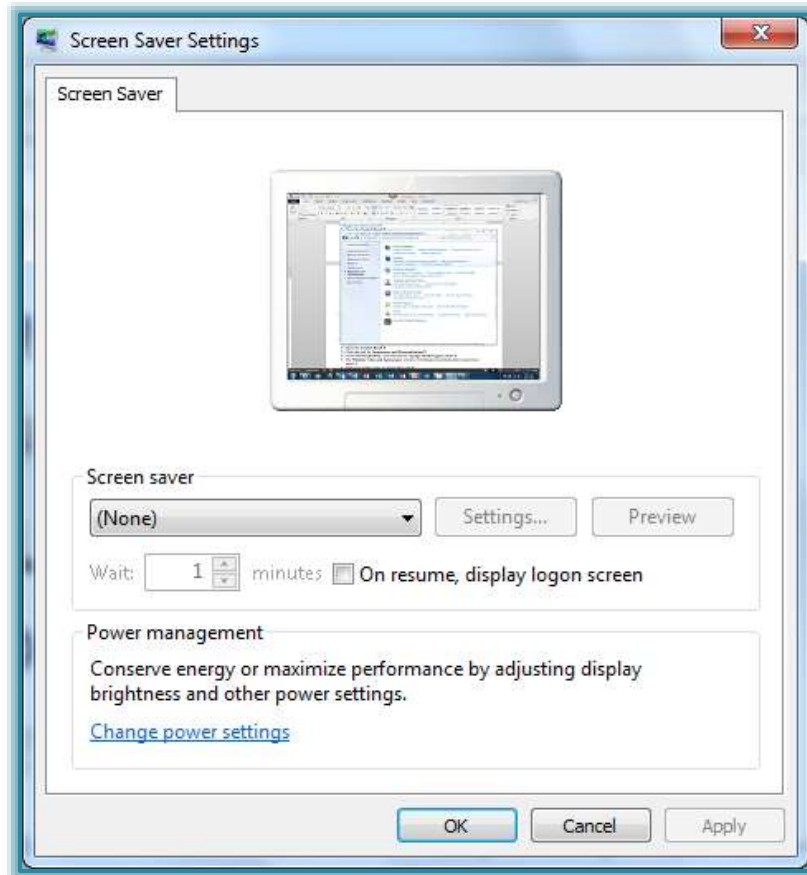 Screen Saver Settings
Screen Saver
Screen saver
(None)
Settings...
Preview
Wait: 1 minutes On resume, display logon screen
Power management
Conserve energy or maximize performance by adjusting display
brightness and other power settings.
Change power settings
OK Cancel Apply